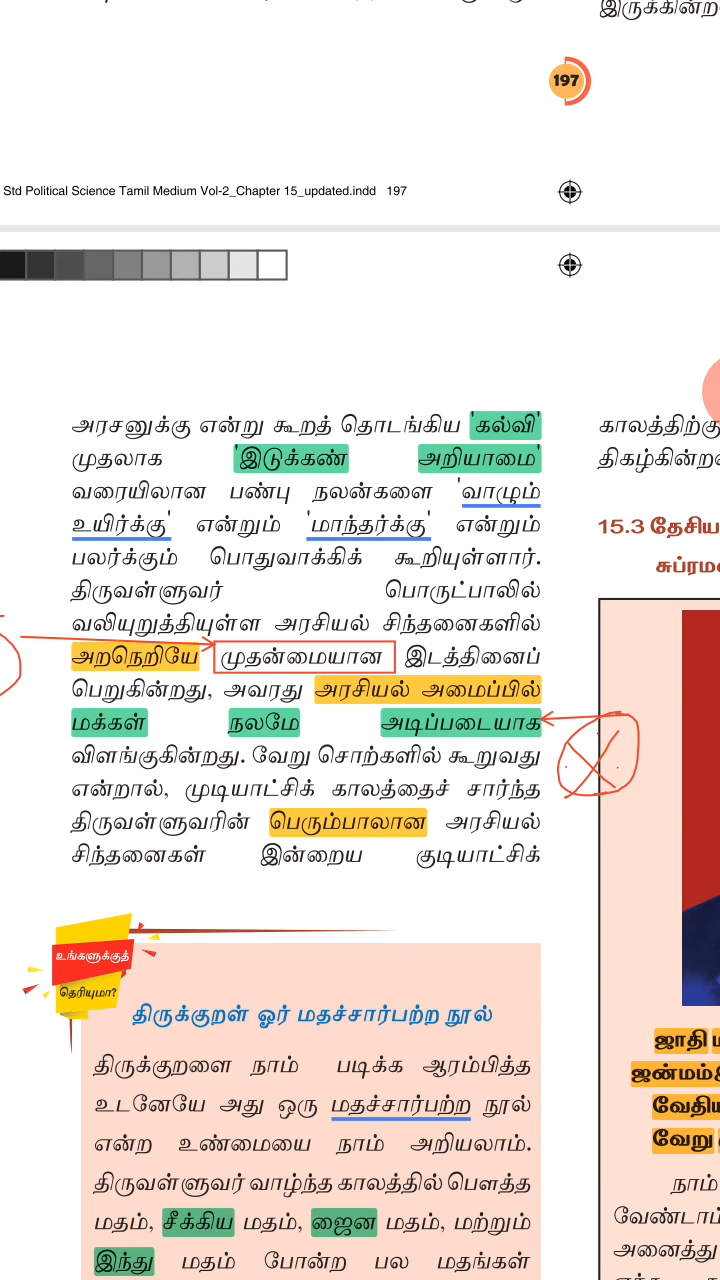 இருக்கின்ற
197
Std Political Science Tamil Medium Vol-2_Chapter 15_updated.indd 197
அரசனுக்கு என்று கூறத் தொடங்கிய 'கல்வி'
முதலாக 'இடுக்கண் அறியாமை'
வரையிலான பண்பு நலன்களை 'வாழும்
உயிர்க்கு' என்றும் 'மாந்தர்க்கு' என்றும்
பலர்க்கும் பொதுவாக்கிக் கூறியுள்ளார்.
திருவள்ளுவர் பொருட்பாலில்
வலியுறுத்தியுள்ள அரசியல் சிந்தனைகளில்
அறநெறியே முதன்மையான இடத்தினைப்
பெறுகின்றது, அவரது அரசியல் அமைப்பில்
மக்கள் நலமே அடிப்படையாக
விளங்குகின்றது. வேறு சொற்களில் கூறுவது
என்றால், முடியாட்சிக் காலத்தைச் சார்ந்த
திருவள்ளுவரின் பெரும்பாலான அரசியல்
சிந்தனைகள் இன்றைய குடியாட்சிக்
உங்களுக்குத்
தெரியுமா?
திருக்குறள் ஓர் மதச்சார்பற்ற நூல்
திருக்குறளை நாம் படிக்க ஆரம்பித்த
உடனேயே அது ஒரு மதச்சார்பற்ற நூல்
என்ற உண்மையை நாம் அறியலாம்.
திருவள்ளுவர் வாழ்ந்த காலத்தில் பௌத்த
மதம், சீக்கிய மதம், ஜைன மதம், மற்றும்
இந்து மதம் போன்ற பல மதங்கள்
காலத்திற்கு
திகழ்கின்ற
15.3 தேசிய
சுப்ரம
ஜாதி ம
ஜன்மம்
வேதிய
வேறு
நாம்
வேண்டாம்
அனைத்து